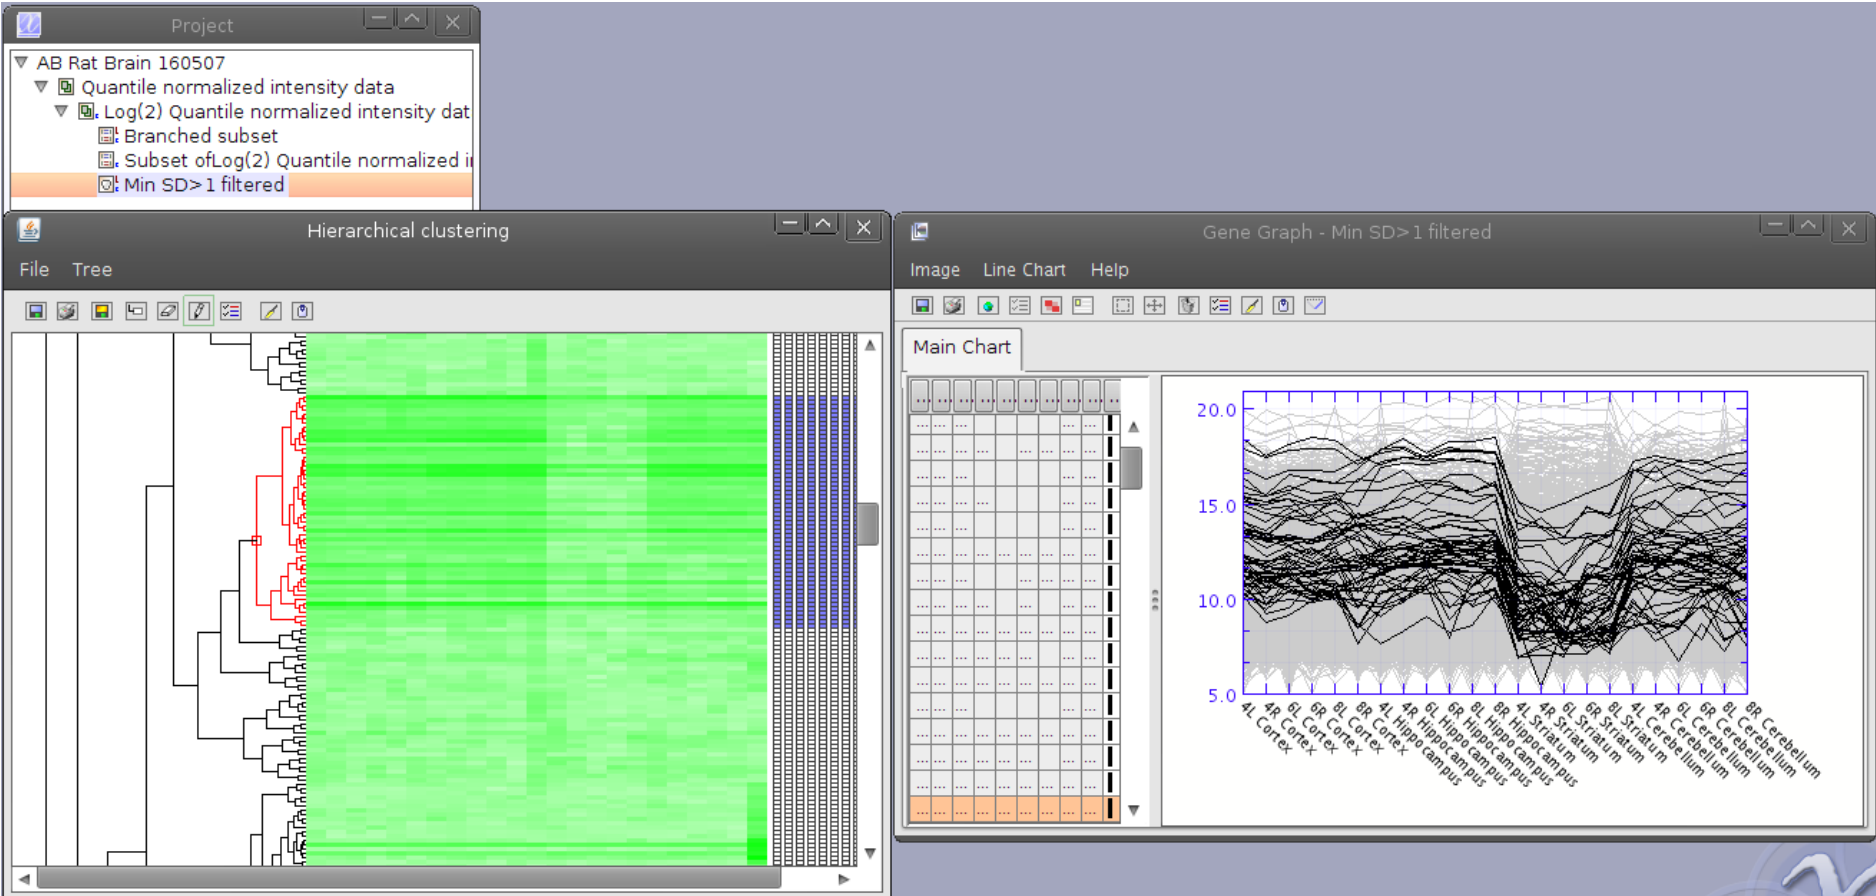 Project
AB Rat Brain 160507
Quantile normalized intensity data
Log(2) Quantile normalized intensity dat
Branched subset
Subset ofLog(2) Quantile normalized i
Min SD>1 filtered
Hierarchical clustering
File Tree
Gene Graph - Min SD>1 filtered
Image Line Chart Help
Main Chart
20.0
15.0
10.0
5.0
4L Cortex
4R Cortex
6L Cortex
6R Cortex
8L Cortex
8R Cortex
4L Hippocampus
4R Hippocampus
6L Hippocampus
6R Hippocampus
8L Hippocampus
8R Hippocampus
4L Striatum
4R Striatum
6L Striatum
6R Striatum
8L Striatum
4L Cerebellum
4R Cerebellum
6L Cerebellum
6R Cerebellum
8L Cerebellum
8R Cerebellum